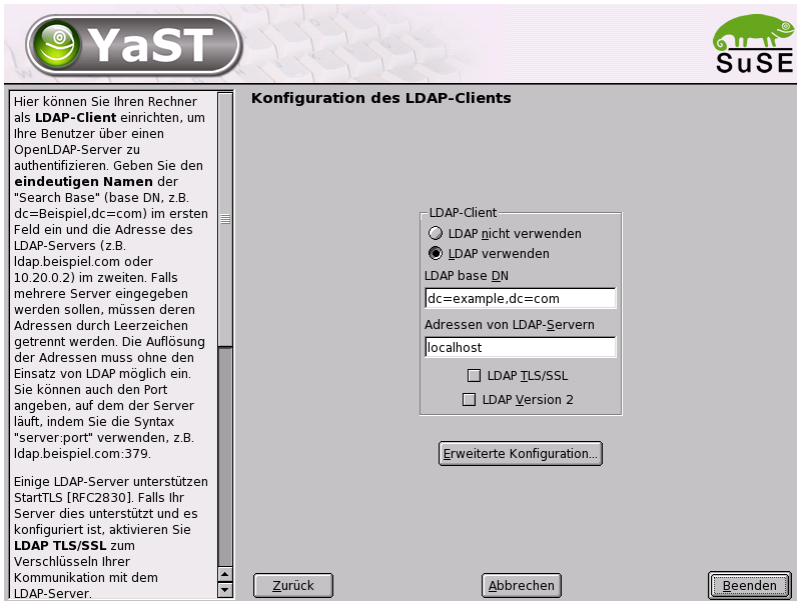 YaST
SuSE
Hier können Sie Ihren Rechner
als LDAP-Client einrichten, um
Ihre Benutzer über einen
OpenLDAP-Server zu
authentifizieren. Geben Sie den
eindeutigen Namen der
"Search Base" (base DN, z.B.
dc=Beispiel,dc=com) im ersten
Feld ein und die Adresse des
LDAP-Servers (z.B.
ldap.beispiel.com oder
10.20.0.2) im zweiten. Falls
mehrere Server eingegeben
werden sollen, müssen deren
Adressen durch Leerzeichen
getrennt werden. Die Auflösung
der Adressen muss ohne den
Einsatz von LDAP möglich ein.
Sie können auch den Port
angeben, auf dem der Server
läuft, indem Sie die Syntax
"server:port" verwenden, z.B.
ldap.beispiel.com:379.
Einige LDAP-Server unterstützen
StartTLS [RFC2830]. Falls Ihr
Server dies unterstützt und es
konfiguriert ist, aktivieren Sie
LDAP TLS/SSL zum
Verschlüsseln Ihrer
Kommunikation mit dem
LDAP-Server.
Konfiguration des LDAP-Clients
LDAP-Client
LDAP nicht verwenden
LDAP verwenden
LDAP base DN
dc=example,dc=com
Adressen von LDAP-Servern
localhost
LDAP TLS/SSL
LDAP Version 2
Erweiterte Konfiguration...
Zurück
Abbrechen
Beenden